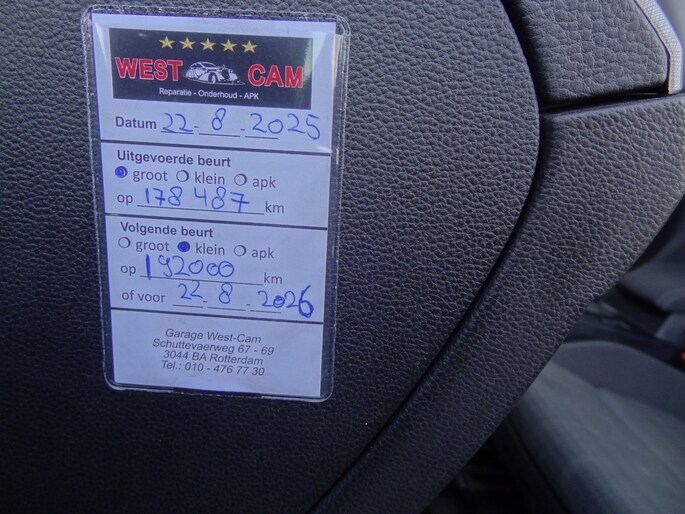 WEST CAM
Reparatie - Onderhoud - APK
Datum 22-8-2025
Uitgevoerde beurt
groot klein apk
op 178487 km
Volgende beurt
groot klein apk
op 192000 km
of voor 22-8-2026
Garage West-Cam
Schuttevaerweg 67 - 69
3044 BA Rotterdam
Tel.: 010 - 476 77 30